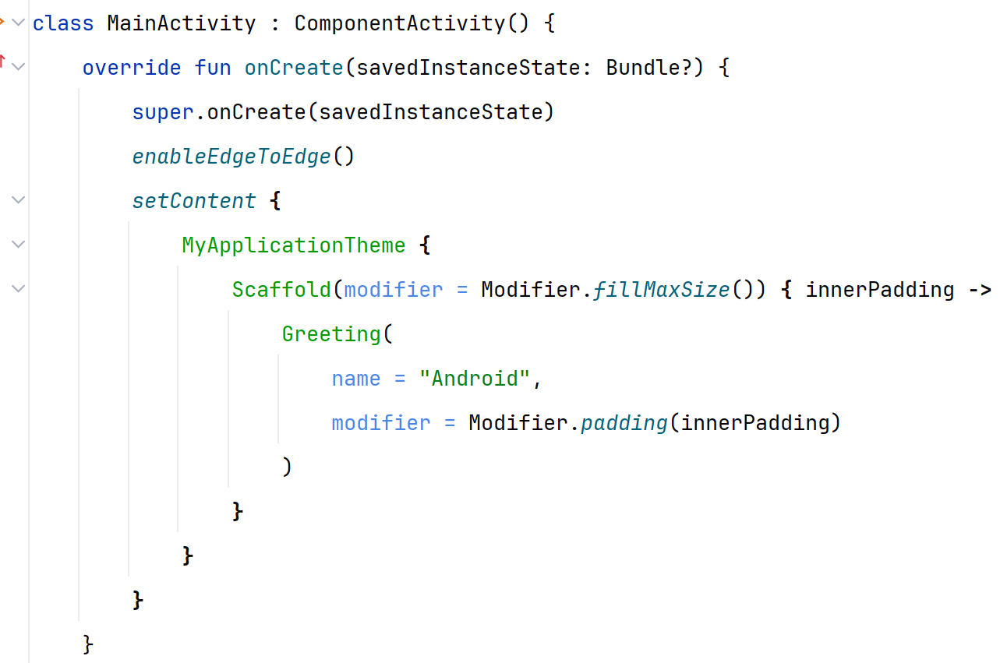 class MainActivity : ComponentActivity() {
    override fun onCreate(savedInstanceState: Bundle?) {
        super.onCreate(savedInstanceState)
        enableEdgeToEdge()
        setContent {
            MyApplicationTheme {
                Scaffold(modifier = Modifier.fillMaxSize()) { innerPadding ->
                    Greeting(
                        name = "Android",
                        modifier = Modifier.padding(innerPadding)
                    )
                }
            }
        }
    }